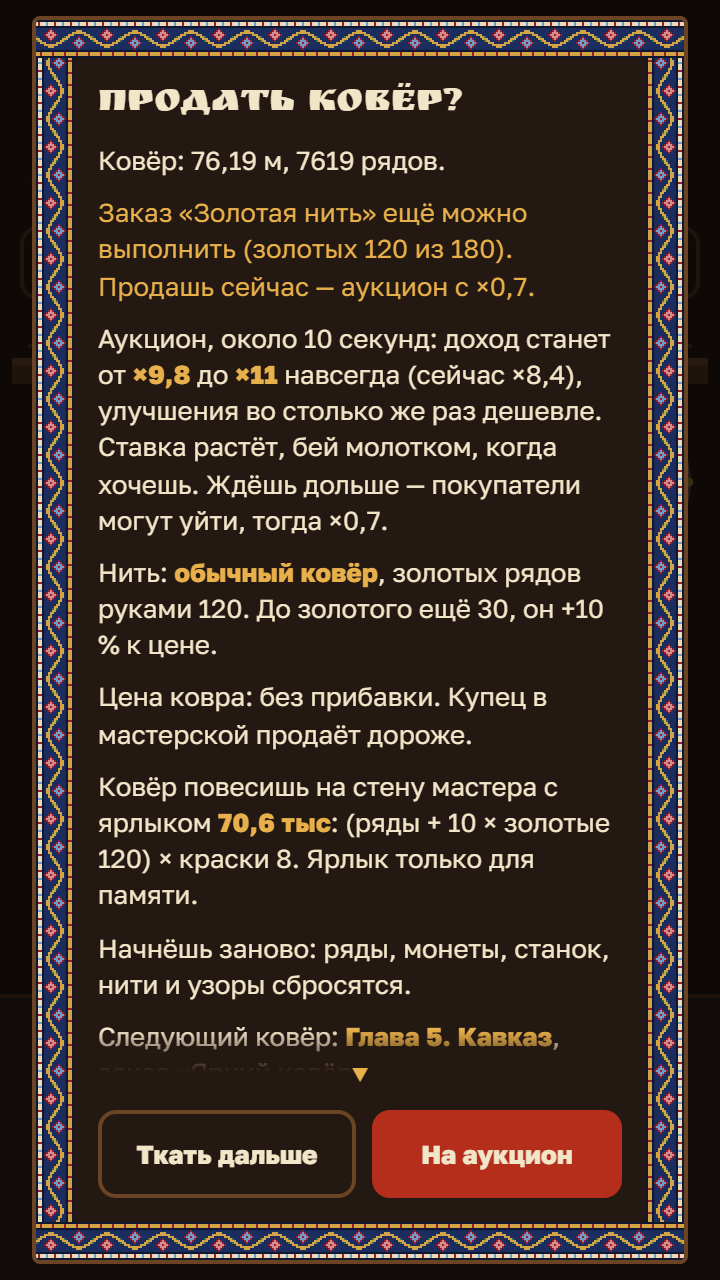 ПРОДАТЬ КОВЁР?
Ковёр: 76,19 м, 7619 рядов.
Заказ «Золотая нить» ещё можно
выполнить (золотых 120 из 180).
Продашь сейчас — аукцион с ×0,7.
Аукцион, около 10 секунд: доход станет
от ×9,8 до ×11 навсегда (сейчас ×8,4),
улучшения во столько же раз дешевле.
Ставка растёт, бей молотком, когда
хочешь. Ждёшь дольше — покупатели
могут уйти, тогда ×0,7.
Нить: обычный ковёр, золотых рядов
руками 120. До золотого ещё 30, он +10
% к цене.
Цена ковра: без прибавки. Купец в
мастерской продаёт дороже.
Ковёр повесишь на стену мастера с
ярлыком 70,6 тыс: (ряды + 10 × золотые
120) × краски 8. Ярлык только для
памяти.
Начнёшь заново: ряды, монеты, станок,
нити и узоры сбросятся.
Следующий ковёр: Глава 5. Кавказ,
Ткать дальше
На аукцион